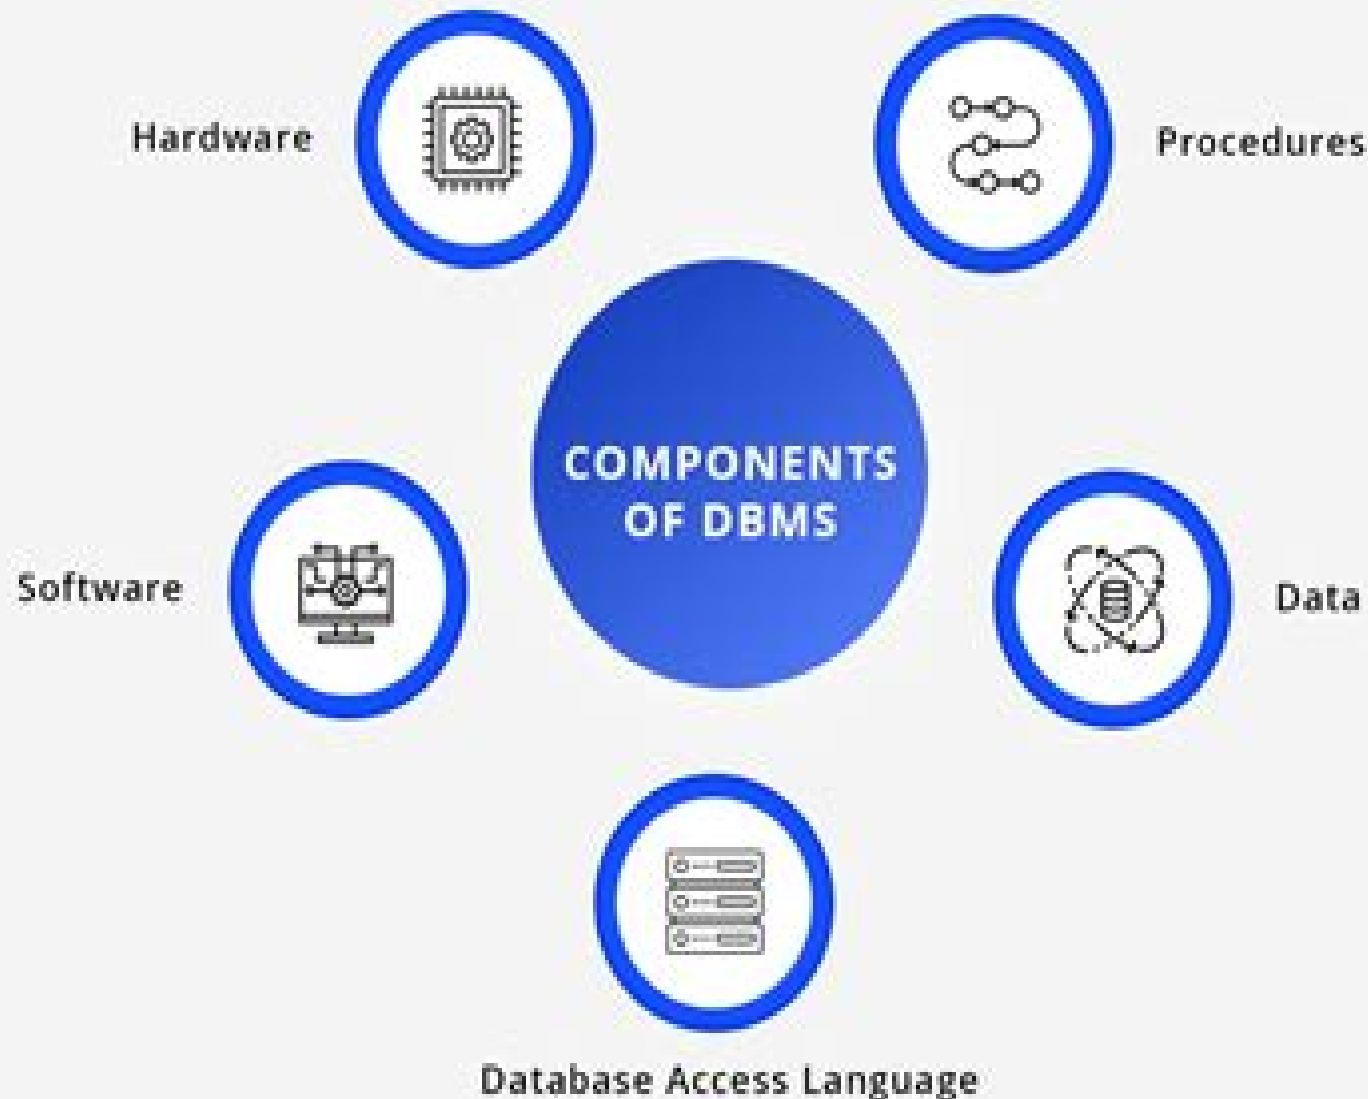 Hardware
Procedures
COMPONENTS
OF DBMS
Software
Data
Database Access Language